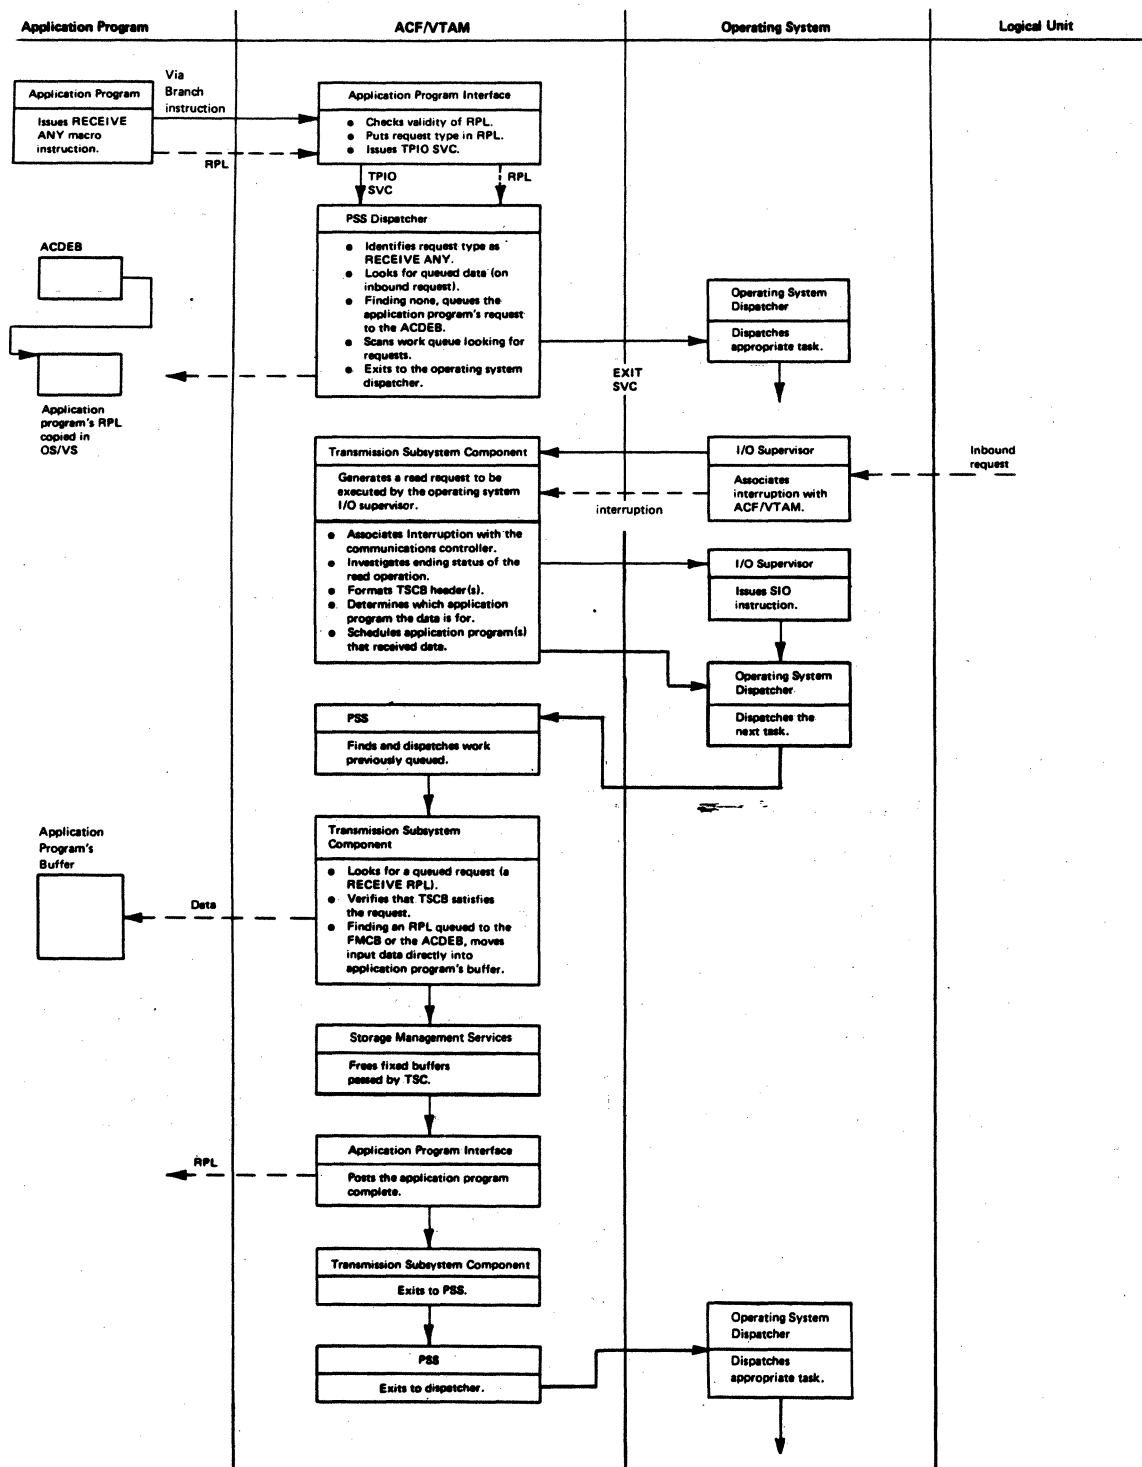 Application Program
ACF/VTAM
Operating System
Logical Unit
Via
Branch
instruction
Application Program
Issues RECEIVE
ANY macro
instruction.
RPL
Application Program Interface
• Checks validity of RPL.
• Puts request type in RPL.
• Issues TPIO SVC.
TPIO
SVC
RPL
PSS Dispatcher
• Identifies request type as
RECEIVE ANY.
• Looks for queued data (on
inbound request).
• Finding none, queues the
application program's request
to the ACDEB.
• Scans work queue looking for
requests.
• Exits to the operating system
dispatcher.
ACDEB
Application
program's RPL
copied in
OS/VS
EXIT
SVC
Operating System
Dispatcher
Dispatches
appropriate task.
Transmission Subsystem Component
Generates a read request to be
executed by the operating system
I/O supervisor.
• Associates Interruption with the
communications controller.
• Investigates ending status of the
read operation.
• Formats TSCB header(s).
• Determines which application
program the data is for.
• Schedules application program(s)
that received data.
interruption
I/O Supervisor
Associates
interruption with
ACF/VTAM.
Inbound
request
I/O Supervisor
Issues SIO
instruction.
Operating System
Dispatcher
Dispatches the
next task.
PSS
Finds and dispatches work
previously queued.
Transmission Subsystem
Component
• Looks for a queued request (a
RECEIVE RPL).
• Verifies that TSCB satisfies
the request.
• Finding an RPL queued to the
FMCB or the ACDEB, moves
input data directly into
application program's buffer.
Application
Program's
Buffer
Data
Storage Management Services
Frees fixed buffers
passed by TSC.
Application Program Interface
Posts the application program
complete.
RPL
Transmission Subsystem Component
Exits to PSS.
PSS
Exits to dispatcher.
Operating System
Dispatcher
Dispatches
appropriate task.